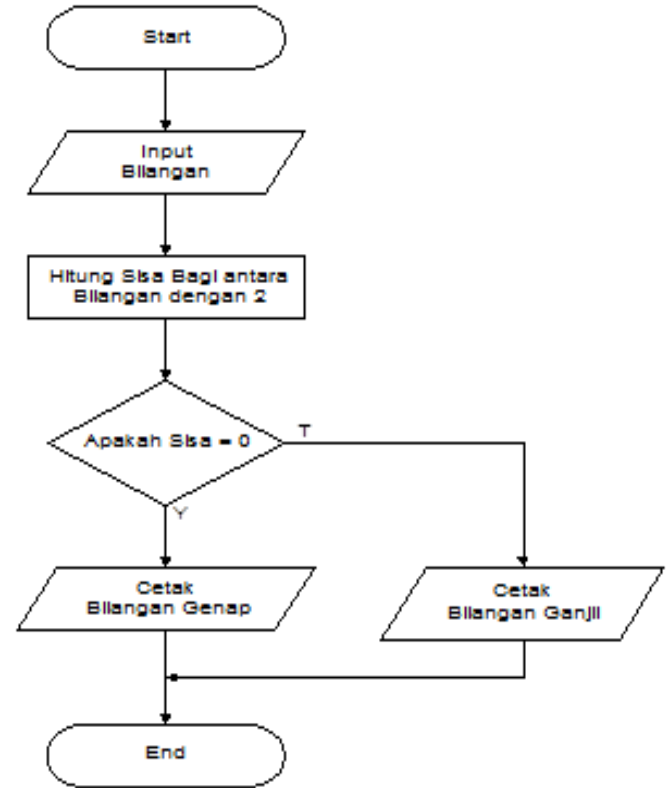 Start
Input
Bilangan
Hitung Sisa Bagi antara
Bilangan dengan 2
Apakah Sisa = 0
T
Y
Cetak
Bilangan Genap
Cetak
Bilangan Ganjil
End